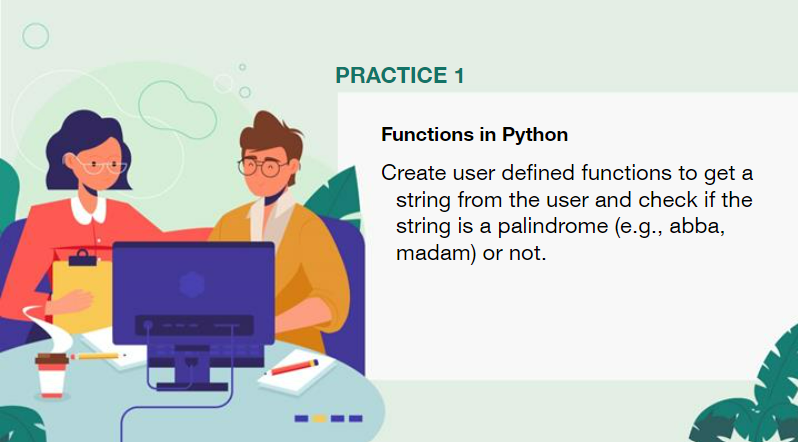 PRACTICE 1
Functions in Python
Create user defined functions to get a
string from the user and check if the
string is a palindrome (e.g., abba,
madam) or not.